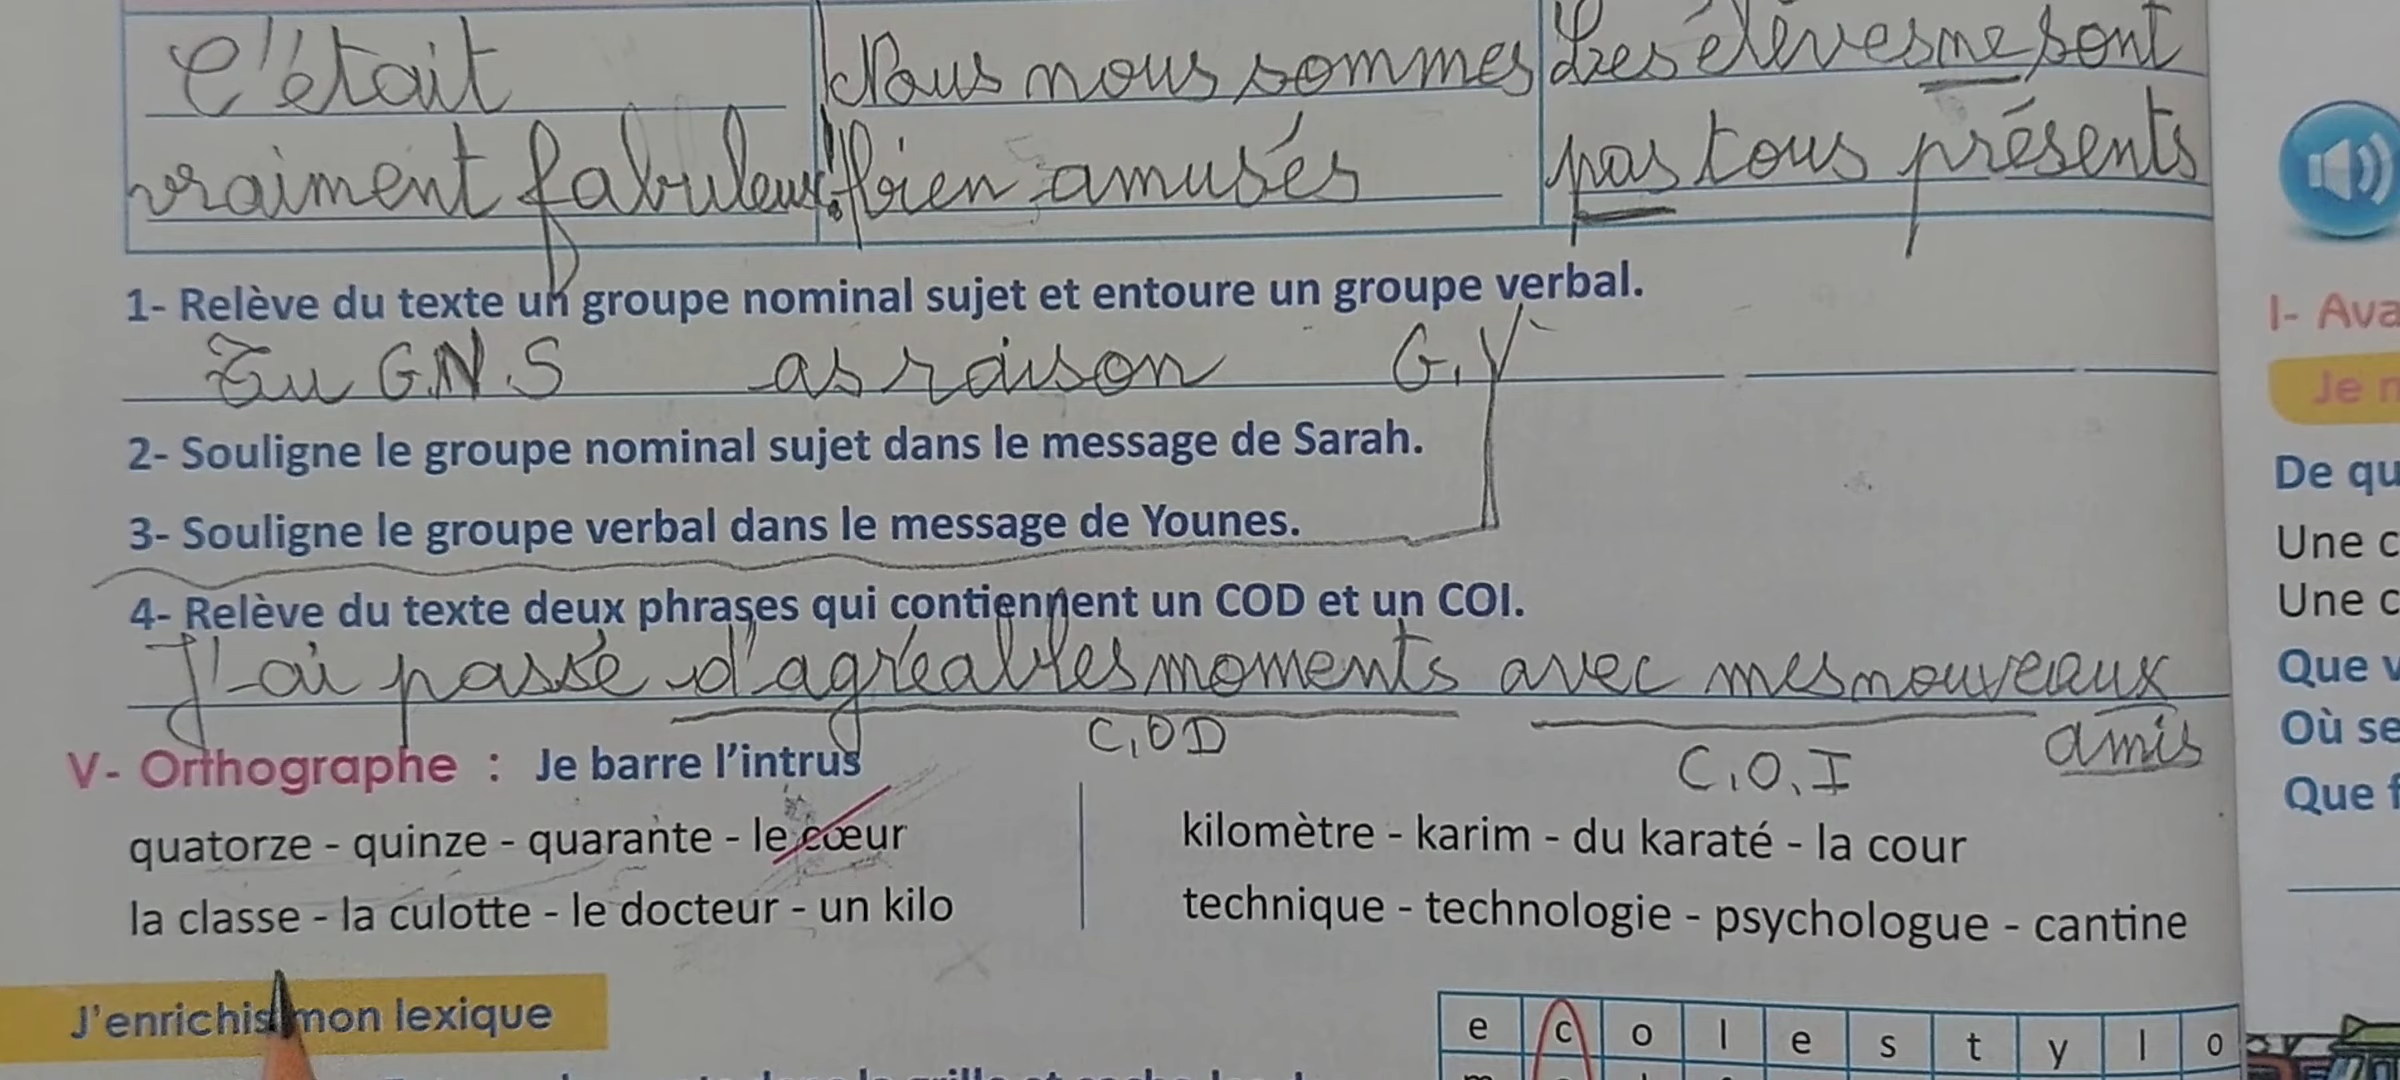 C'était
vraiment fabuleux!
Nous nous sommes
bien amusés
Les élèves ne sont
pas tous présents
1- Relève du texte un groupe nominal sujet et entoure un groupe verbal.
Tu G.N.S as raison G.V
2- Souligne le groupe nominal sujet dans le message de Sarah.
3- Souligne le groupe verbal dans le message de Younes.
4- Relève du texte deux phrases qui contiennent un COD et un COI.
J'ai passé d'agréables moments avec mes nouveaux
amis
C.OD
C.O.I
V- Orthographe : Je barre l'intrus
quatorze - quinze - quarante - le cœur
la classe - la culotte - le docteur - un kilo
kilomètre - karim - du karaté - la cour
technique - technologie - psychologue - cantine
J'enrichis mon lexique
e c o l e s t y l o
I- Ava
Je
De qu
Une c
Une c
Que
Où se
Que f